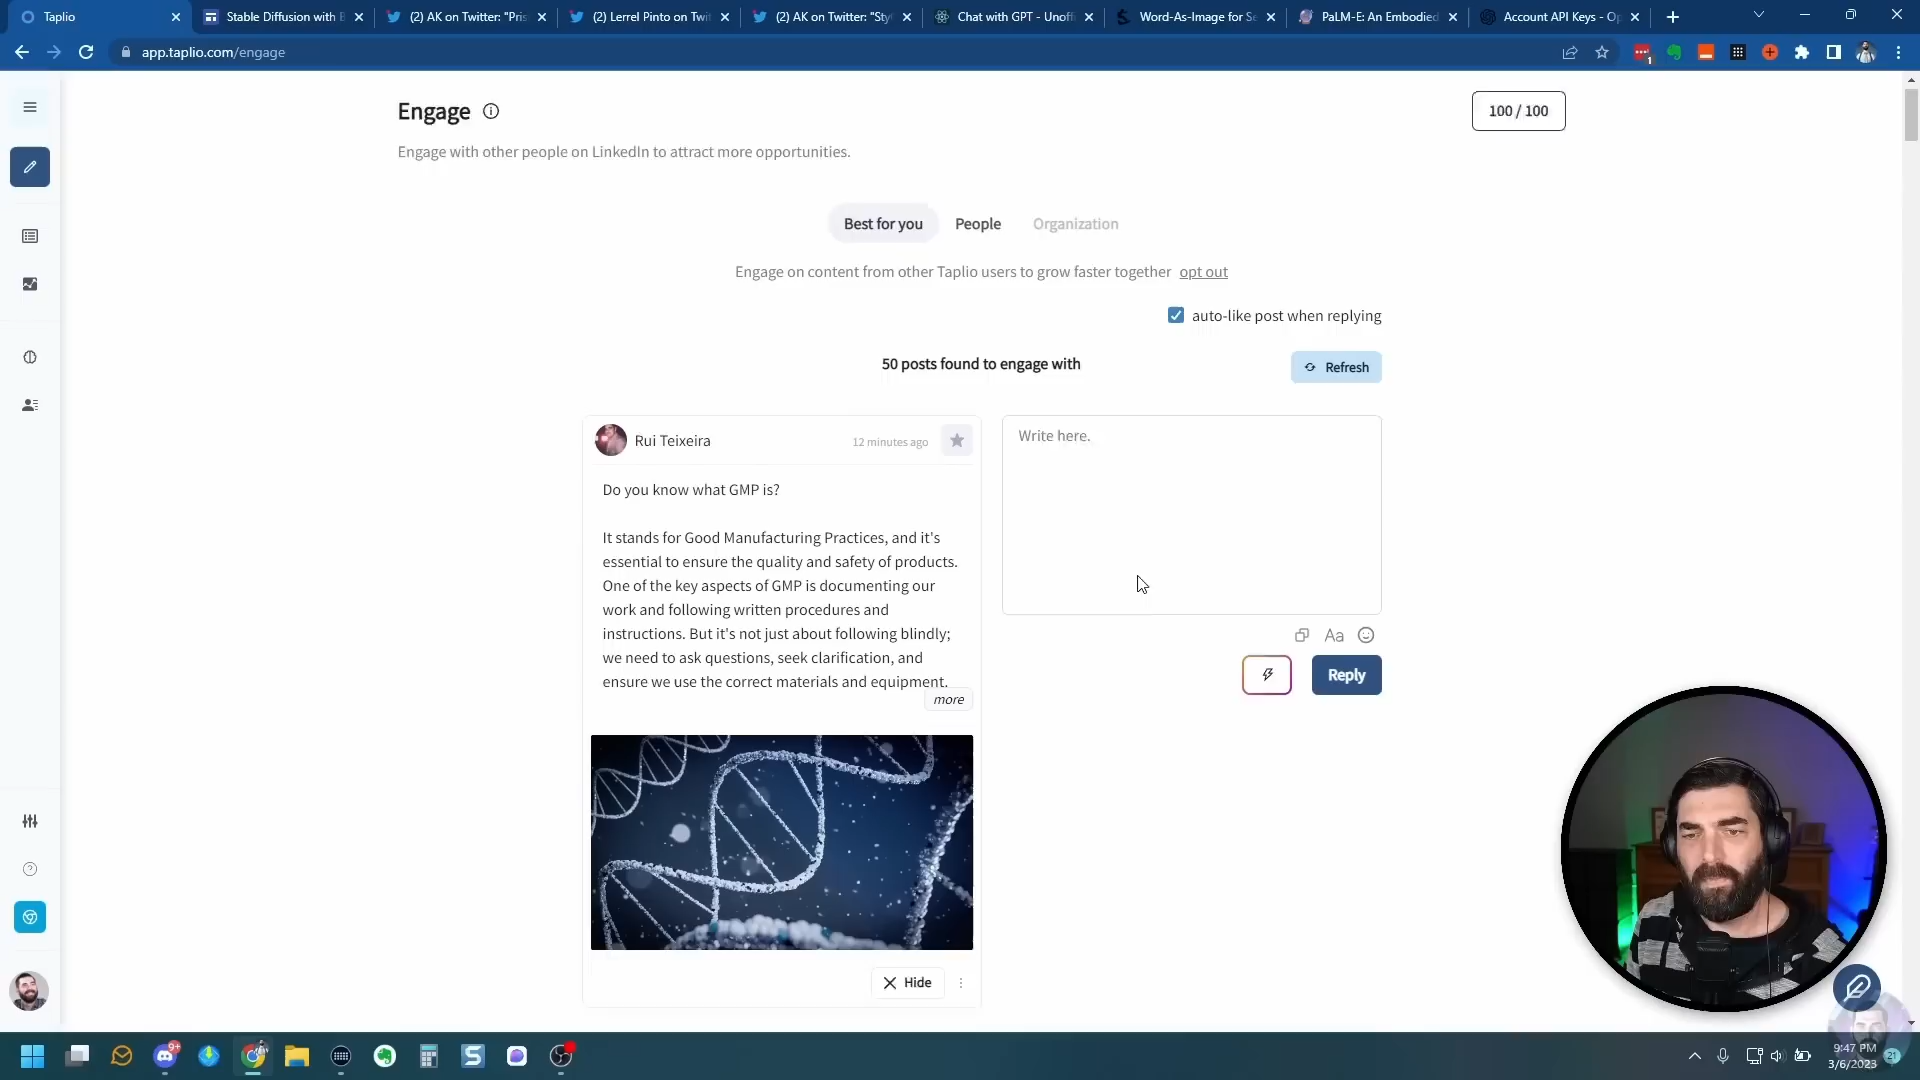 Taplio
Stable Diffusion with B
(2) AK on Twitter: "Pris
(2) Lerrel Pinto on Twit
(2) AK on Twitter: "Sty
Chat with GPT - Unoffi
Word-As-Image for Se
PaLM-E: An Embodied
Account API Keys - Op
app.taplio.com/engage
1
Engage
100 / 100
Engage with other people on LinkedIn to attract more opportunities.
Best for you
People
Organization
Engage on content from other Taplio users to grow faster together opt out
auto-like post when replying
50 posts found to engage with
Refresh
Rui Teixeira
12 minutes ago
Write here.
Do you know what GMP is?
It stands for Good Manufacturing Practices, and it's
essential to ensure the quality and safety of products.
One of the key aspects of GMP is documenting our
work and following written procedures and
instructions. But it's not just about following blindly;
we need to ask questions, seek clarification, and
ensure we use the correct materials and equipment.
more
Aa
Reply
Hide
9+
S
9:47 PM
3/6/2023
21